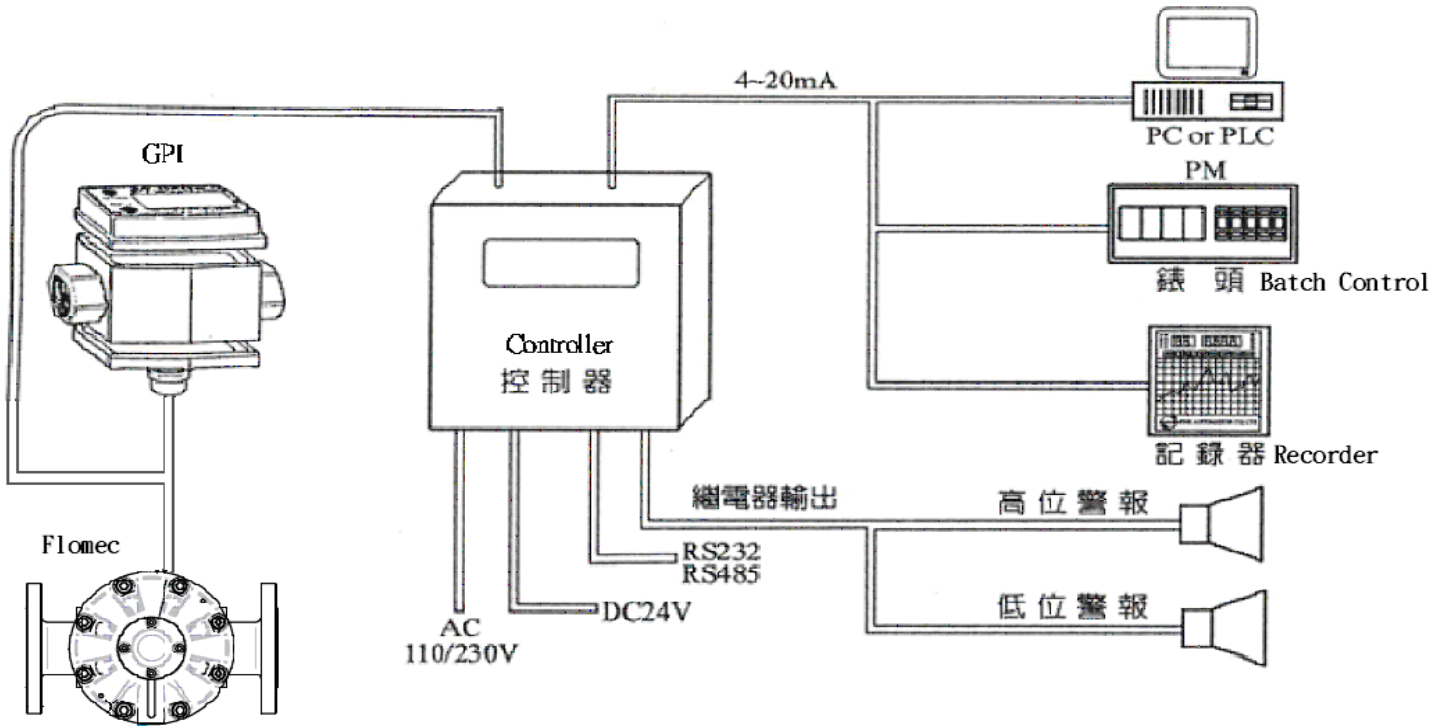 4~20mA
PC or PLC
GPI
PM
錶 頭 Batch Control
Controller
控制器
記錄器 Recorder
繼電器輸出
高位警報
Flomec
RS232
RS485
DC24V
低位警報
AC
110/230V